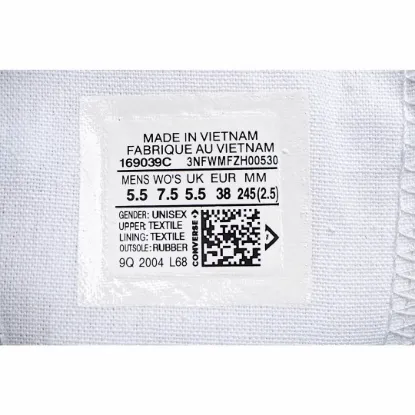 MADE IN VIETNAM
FABRIQUE AU VIETNAM
169039C 3NFWMFZH00530
MENS WO'S UK EUR MM
5.5 7.5 5.5 38 245(2.5)
GENDER: UNISEX
UPPER: TEXTILE
LINING: TEXTILE
OUTSOLE: RUBBER
9Q 2004 L68
CONVERSE